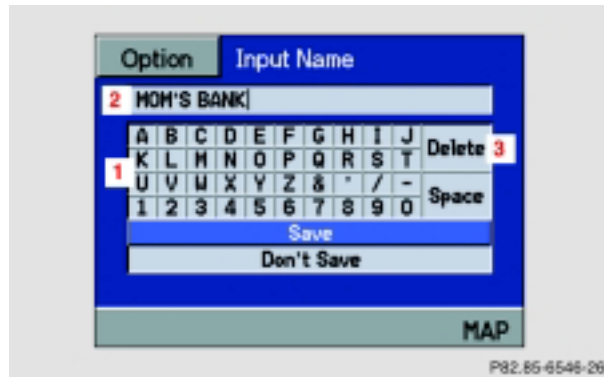 Option Input Name
2 MOM'S BANK
A B C D E F G H I J Delete 3
K L M N O P Q R S T
1
U V W X Y Z & ' / - Space
1 2 3 4 5 6 7 8 9 0
Save
Don't Save
MAP
P82.85-6546-26